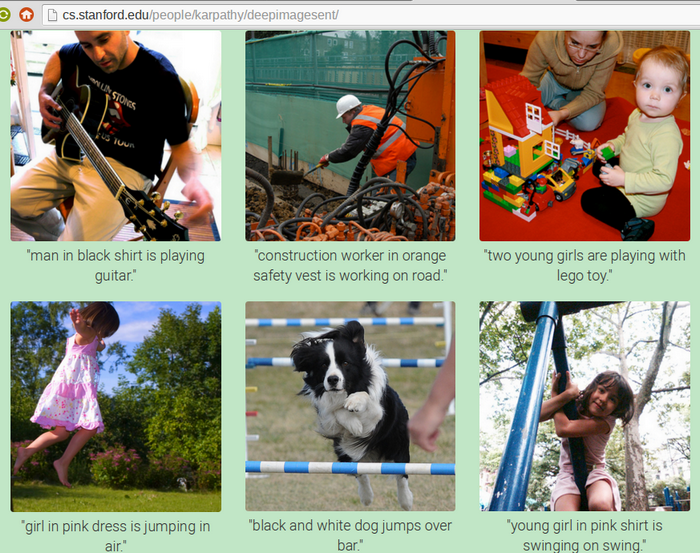 cs.stanford.edu/people/karpathy/deepimagesent/
"man in black shirt is playing
guitar."
"construction worker in orange
safety vest is working on road."
"two young girls are playing with
lego toy."
"girl in pink dress is jumping in
air."
"black and white dog jumps over
bar."
"young girl in pink shirt is
swinging on swing."